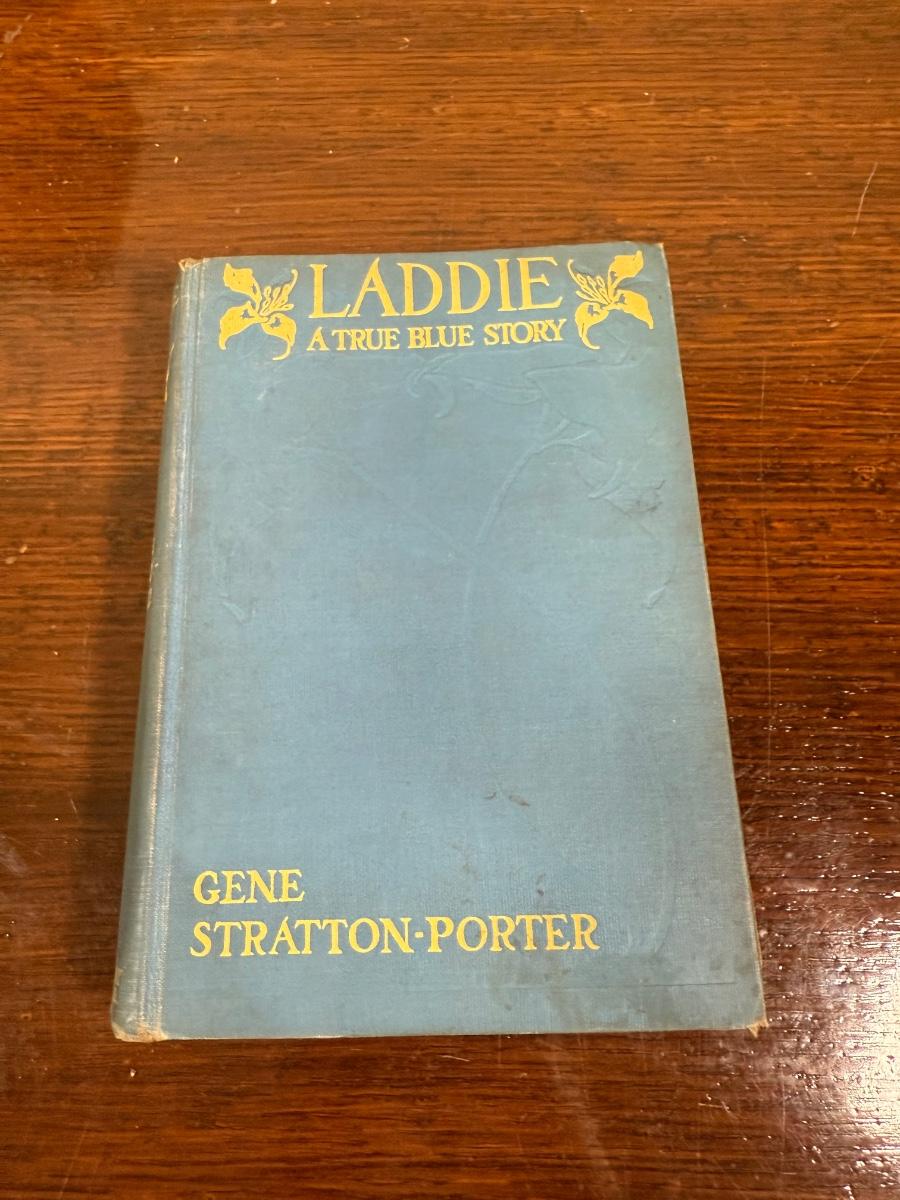 LADDIE
A TRUE BLUE STORY
GENE
STRATTON-PORTER